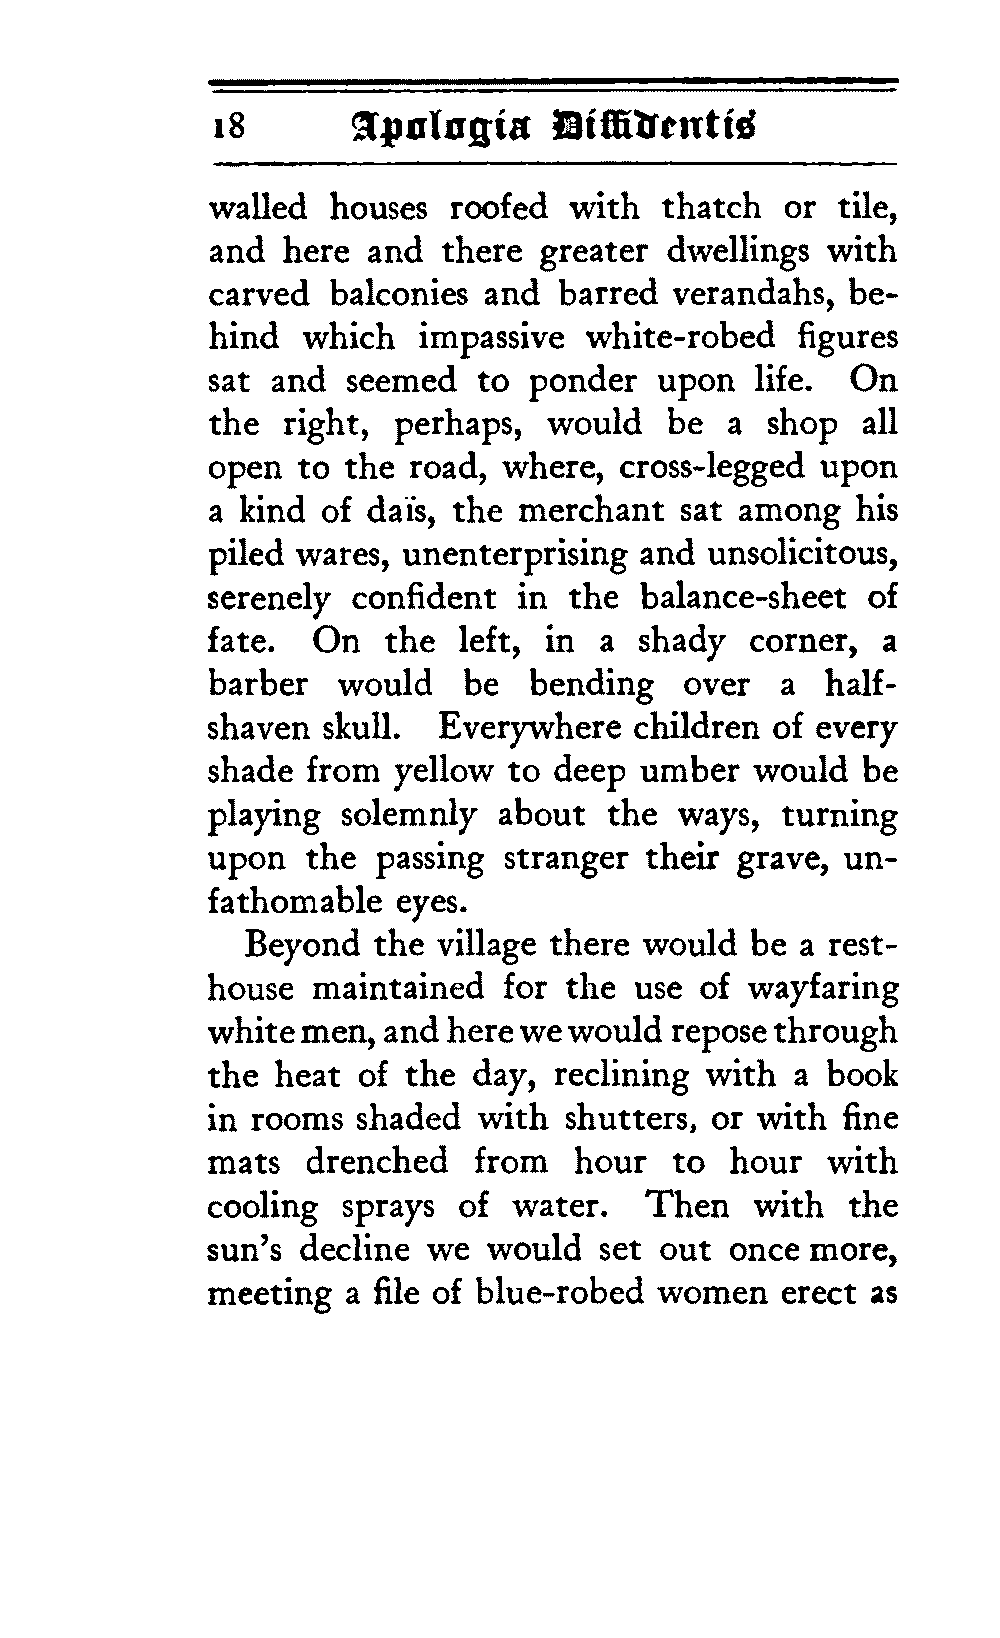 18 Apologia Diffidentis
walled houses roofed with thatch or tile,
and here and there greater dwellings with
carved balconies and barred verandahs, be-
hind which impassive white-robed figures
sat and seemed to ponder upon life. On
the right, perhaps, would be a shop all
open to the road, where, cross-legged upon
a kind of daïs, the merchant sat among his
piled wares, unenterprising and unsolicitous,
serenely confident in the balance-sheet of
fate. On the left, in a shady corner, a
barber would be bending over a half-
shaven skull. Everywhere children of every
shade from yellow to deep umber would be
playing solemnly about the ways, turning
upon the passing stranger their grave, un-
fathomable eyes.
Beyond the village there would be a rest-
house maintained for the use of wayfaring
white men, and here we would repose through
the heat of the day, reclining with a book
in rooms shaded with shutters, or with fine
mats drenched from hour to hour with
cooling sprays of water. Then with the
sun's decline we would set out once more,
meeting a file of blue-robed women erect as